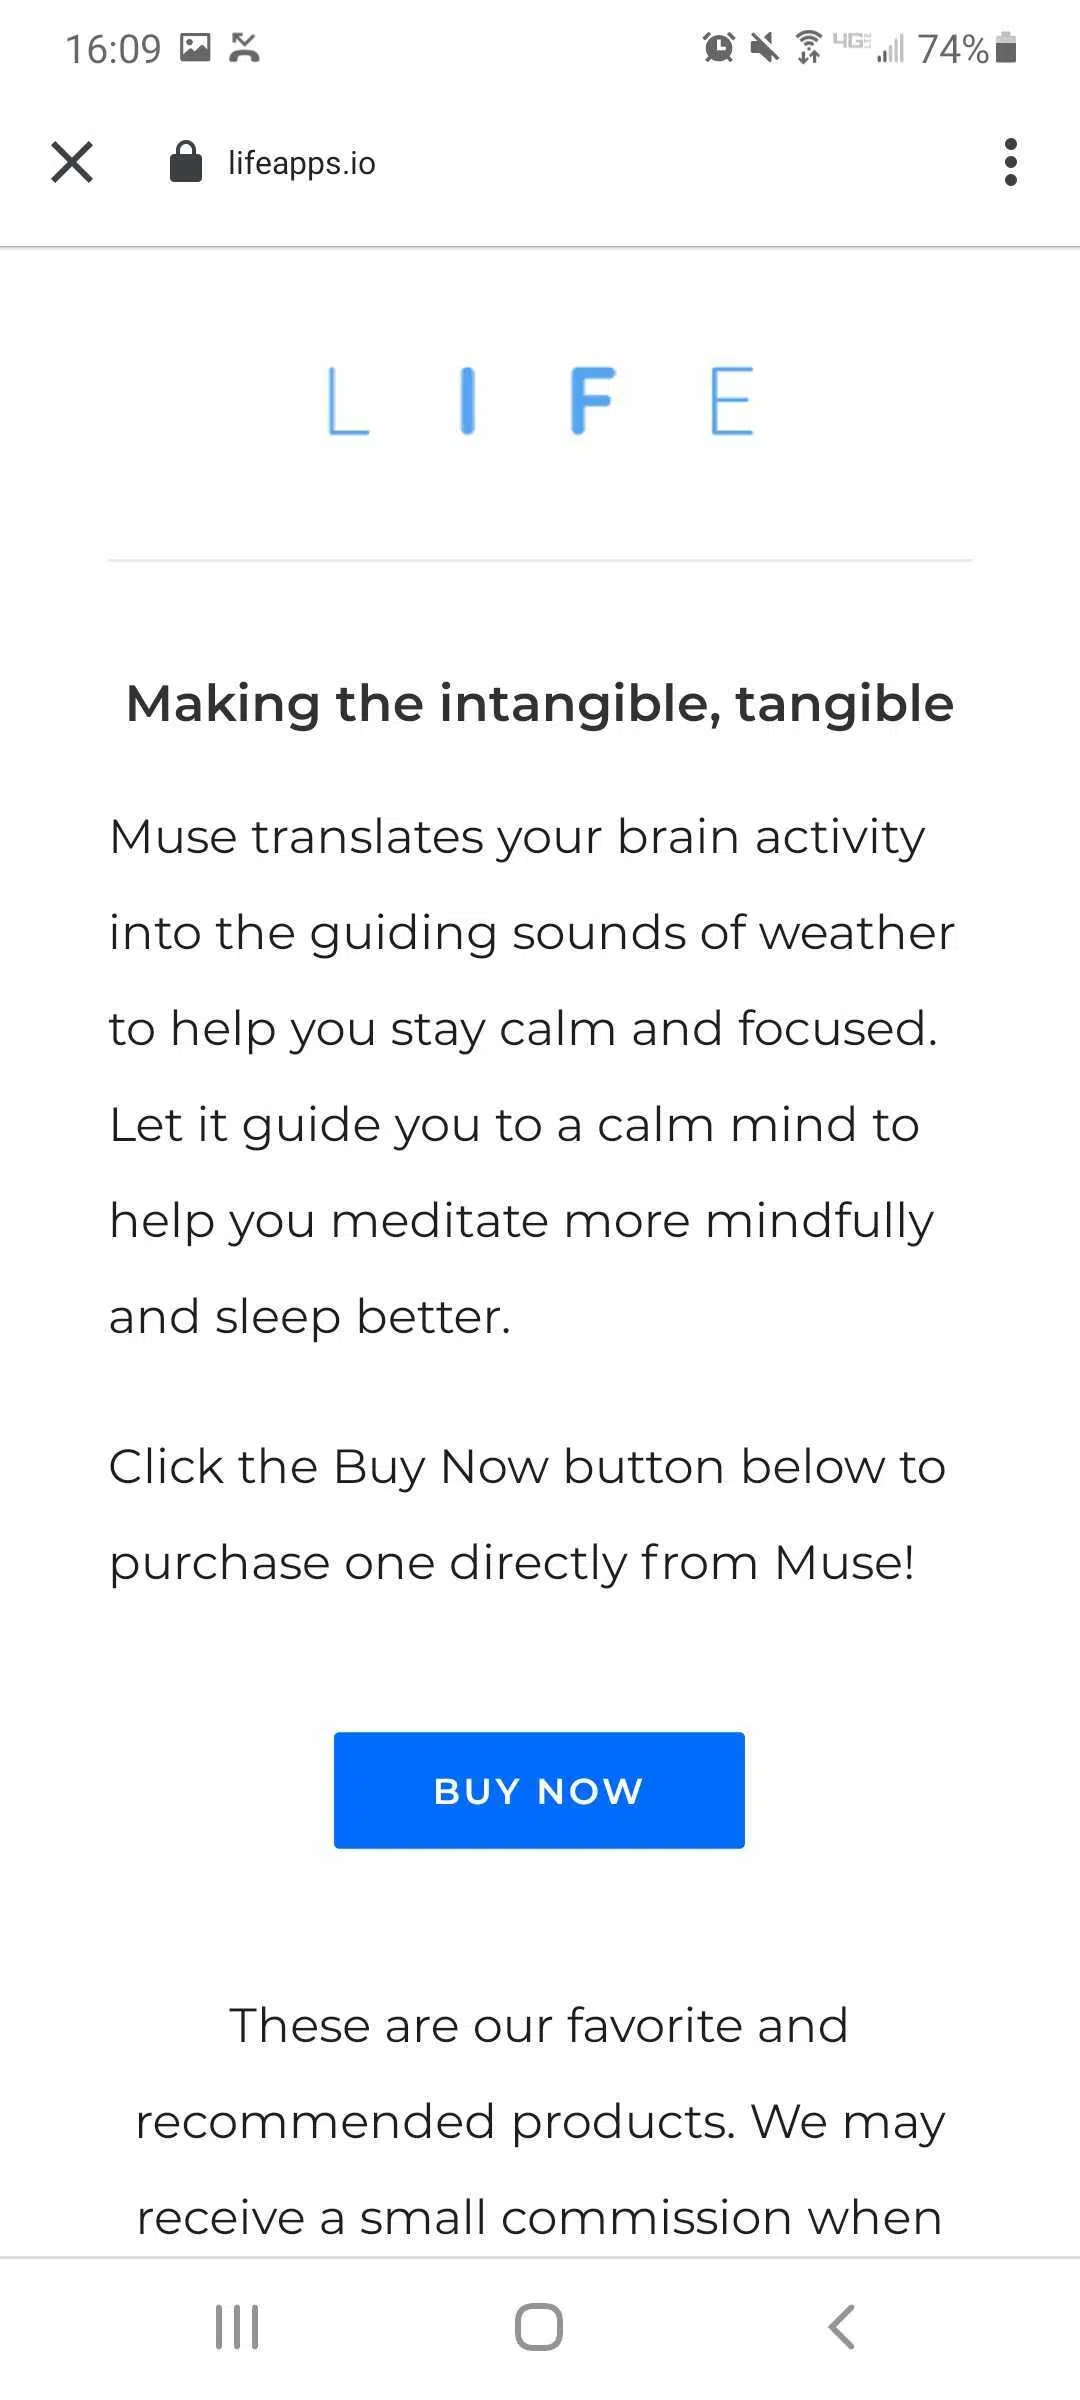 16:09 4GE 74%
lifeapps.io
LIFE
Making the intangible, tangible
Muse translates your brain activity
into the guiding sounds of weather
to help you stay calm and focused.
Let it guide you to a calm mind to
help you meditate more mindfully
and sleep better.
Click the Buy Now button below to
purchase one directly from Muse!
BUY NOW
These are our favorite and
recommended products. We may
receive a small commission when